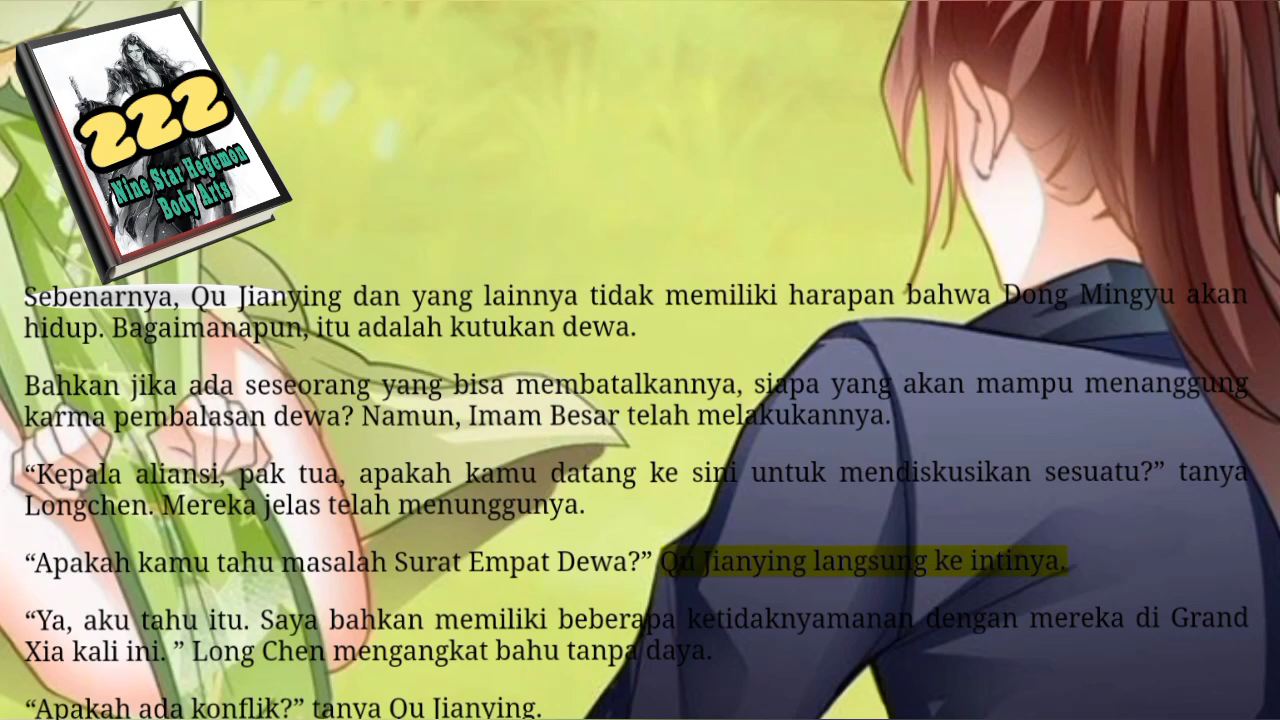 222
Nine Star Hegemon
Body Arts
Sebenarnya, Qu Jianying dan yang lainnya tidak memiliki harapan bahwa Dong Mingyu akan
hidup. Bagaimanapun, itu adalah kutukan dewa.
Bahkan jika ada seseorang yang bisa membatalkannya, siapa yang akan mampu menanggung
karma pembalasan dewa? Namun, Imam Besar telah melakukannya.
“Kepala aliansi, pak tua, apakah kamu datang ke sini untuk mendiskusikan sesuatu?” tanya
Longchen. Mereka jelas telah menunggunya.
“Apakah kamu tahu masalah Surat Empat Dewa?” Qu Jianying langsung ke intinya.
“Ya, aku tahu itu. Saya bahkan memiliki beberapa ketidaknyamanan dengan mereka di Grand
Xia kali ini. ” Long Chen mengangkat bahu tanpa daya.
“Apakah ada konflik?” tanya Qu Jianying.